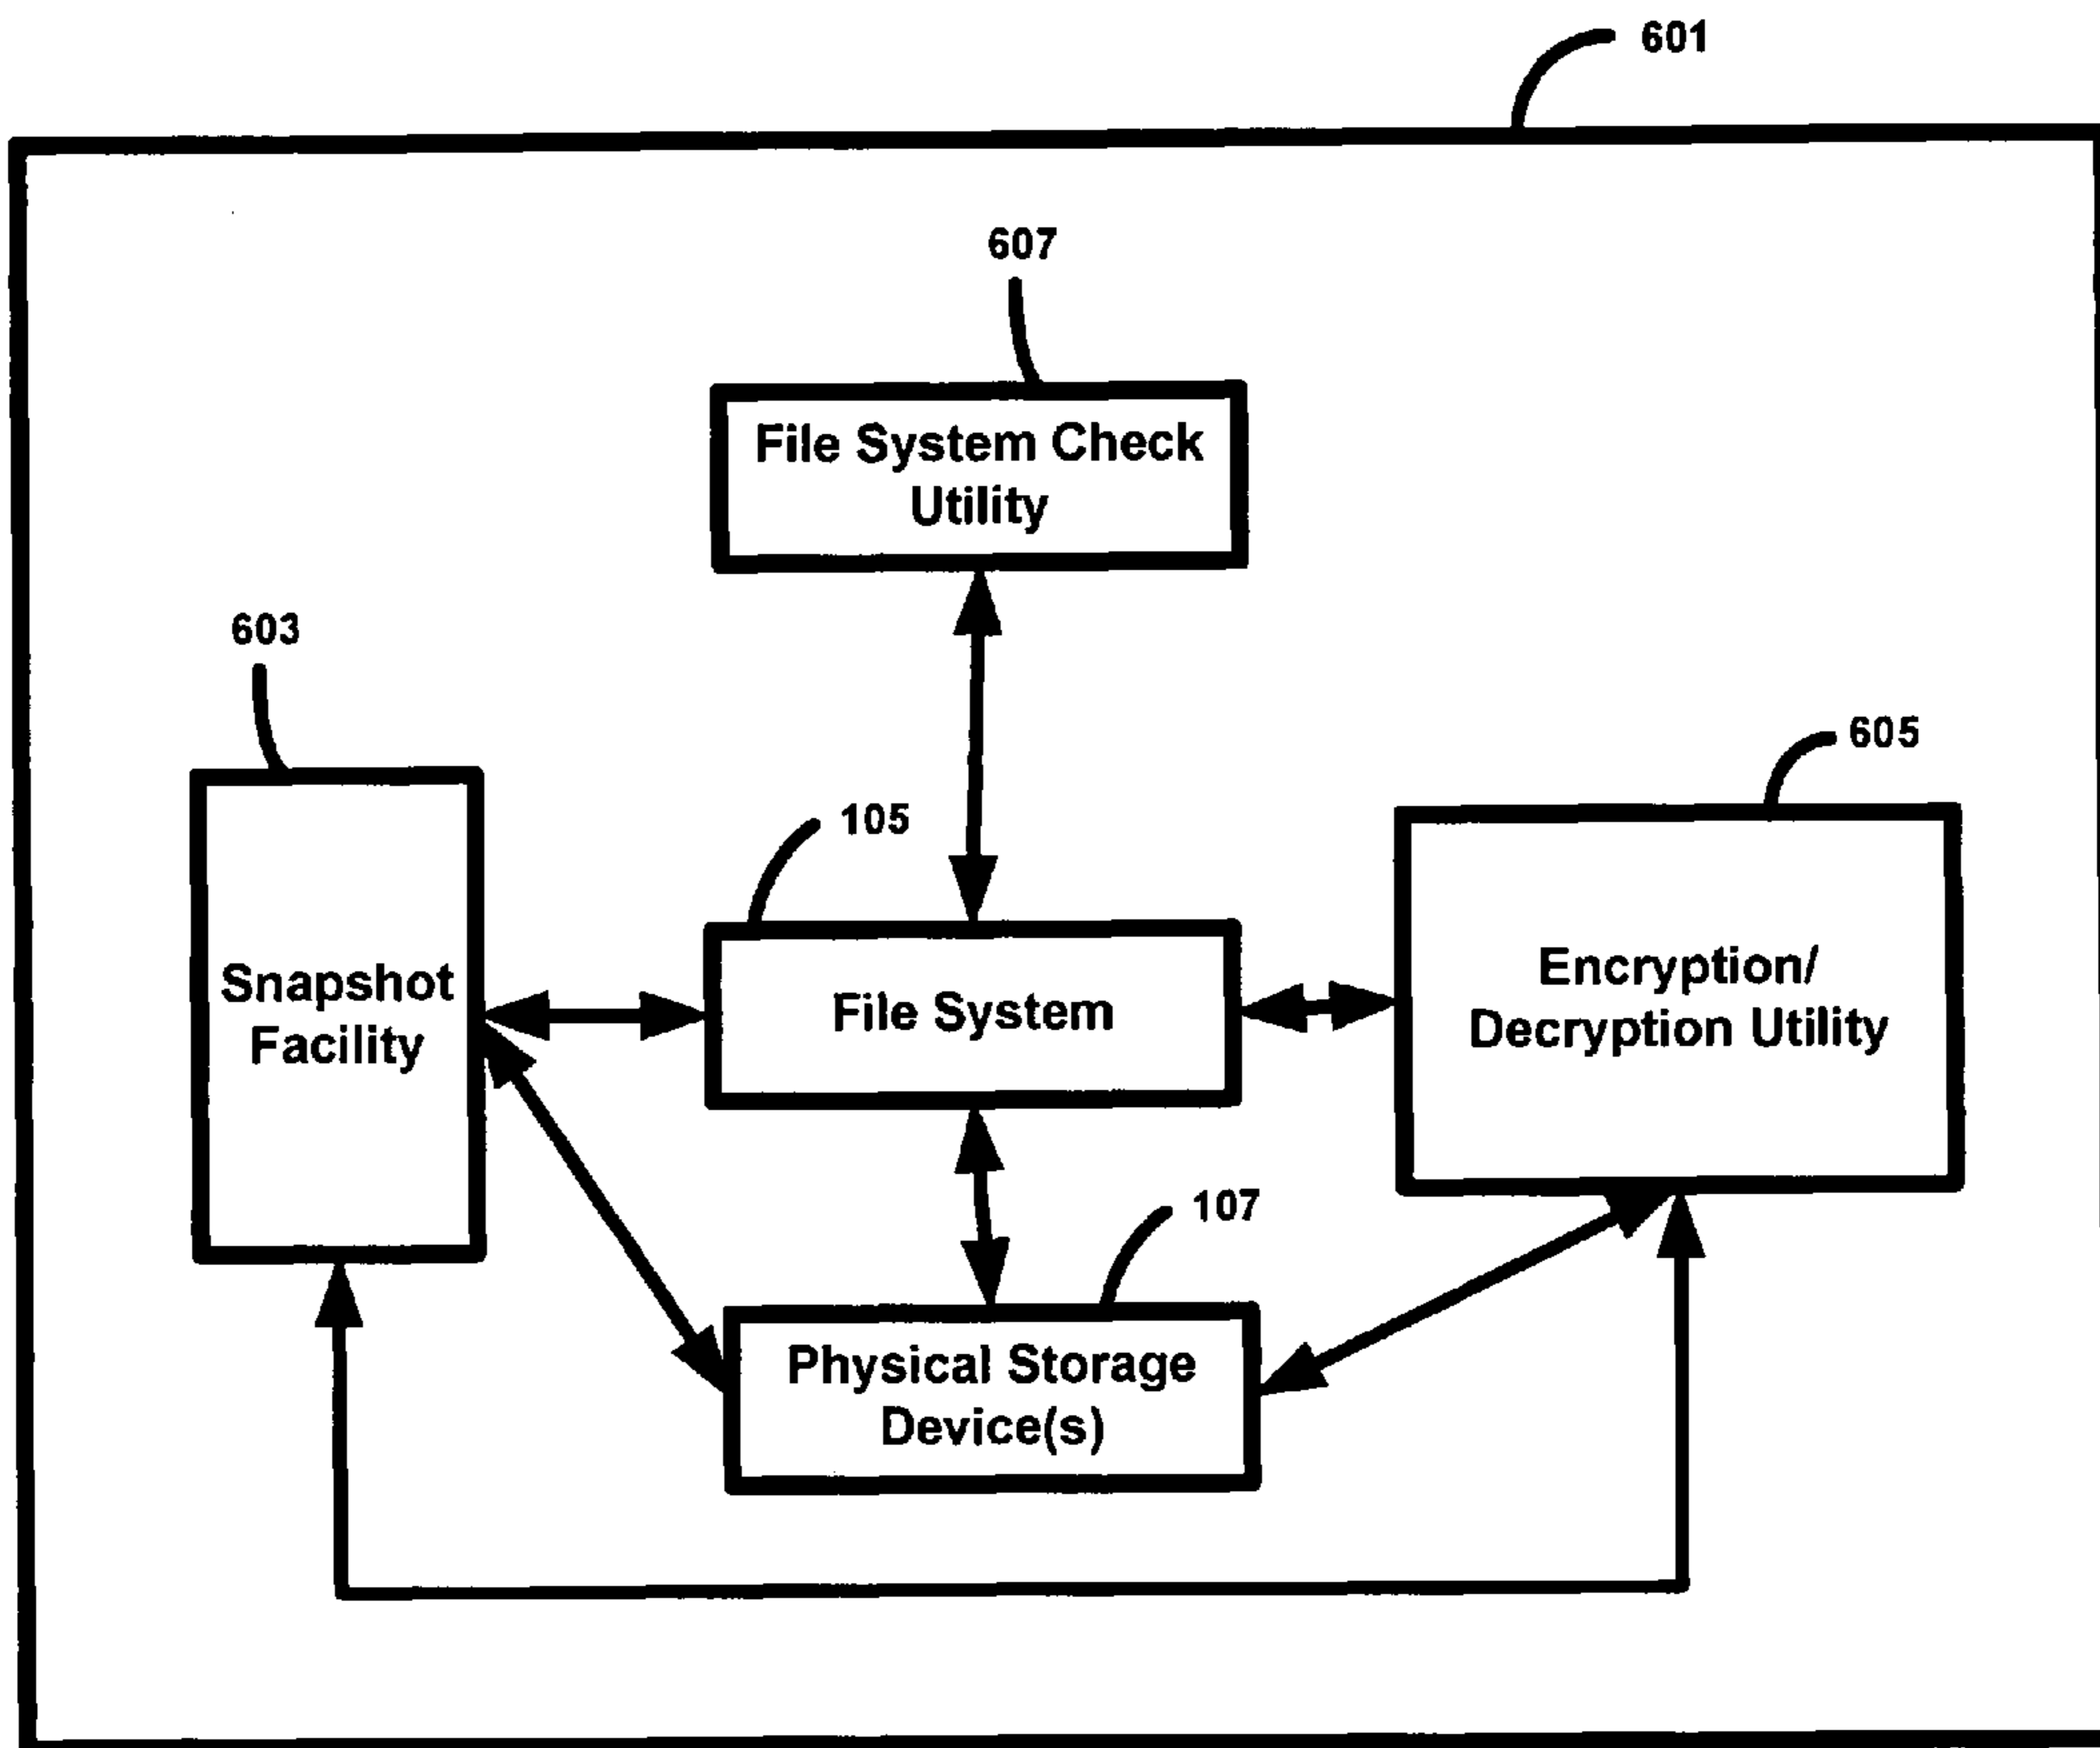 601
607
File System Check
Utility
603
605
105
Snapshot
Facility
File System
Encryption/
Decryption Utility
107
Physical Storage
Device(s)